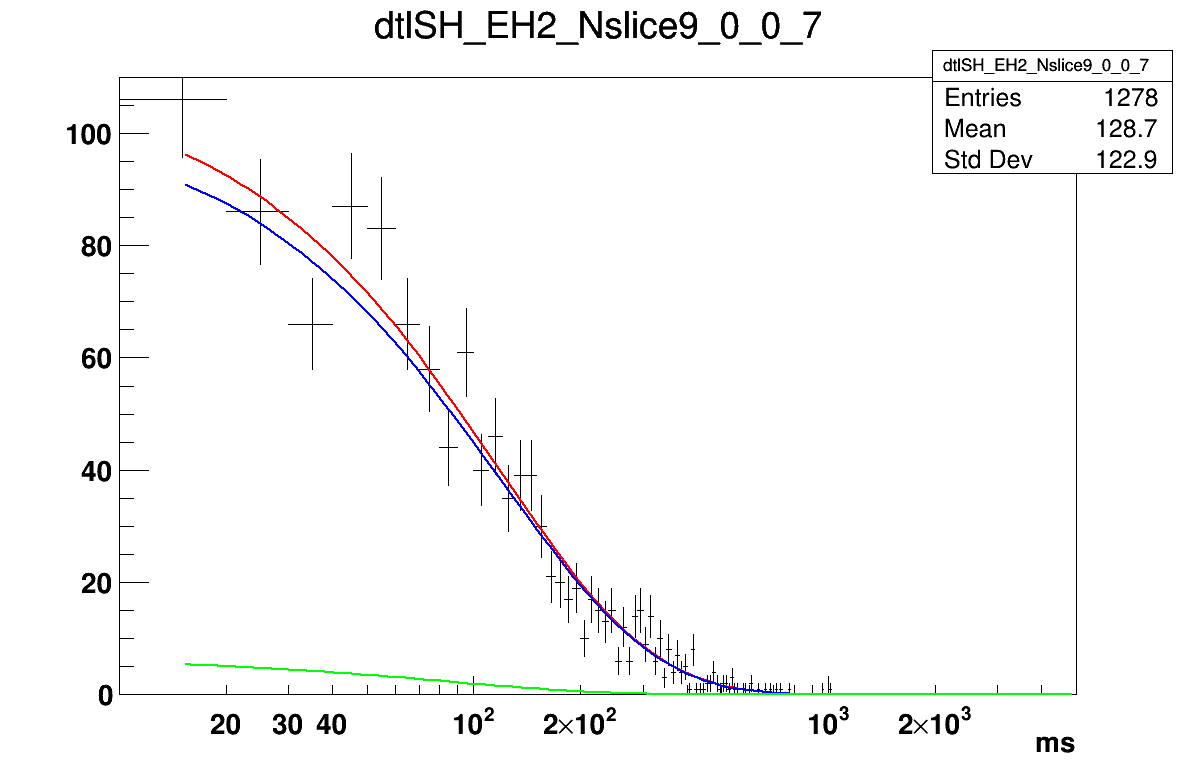 dtlSH_EH2_Nslice9_0_0_7
dtlSH_EH2_Nslice9_0_0_7
Entries 1278
Mean 128.7
Std Dev 122.9
100
80
60
40
20
0
20 30 40 10² 2×10² 10³ 2×10³
ms